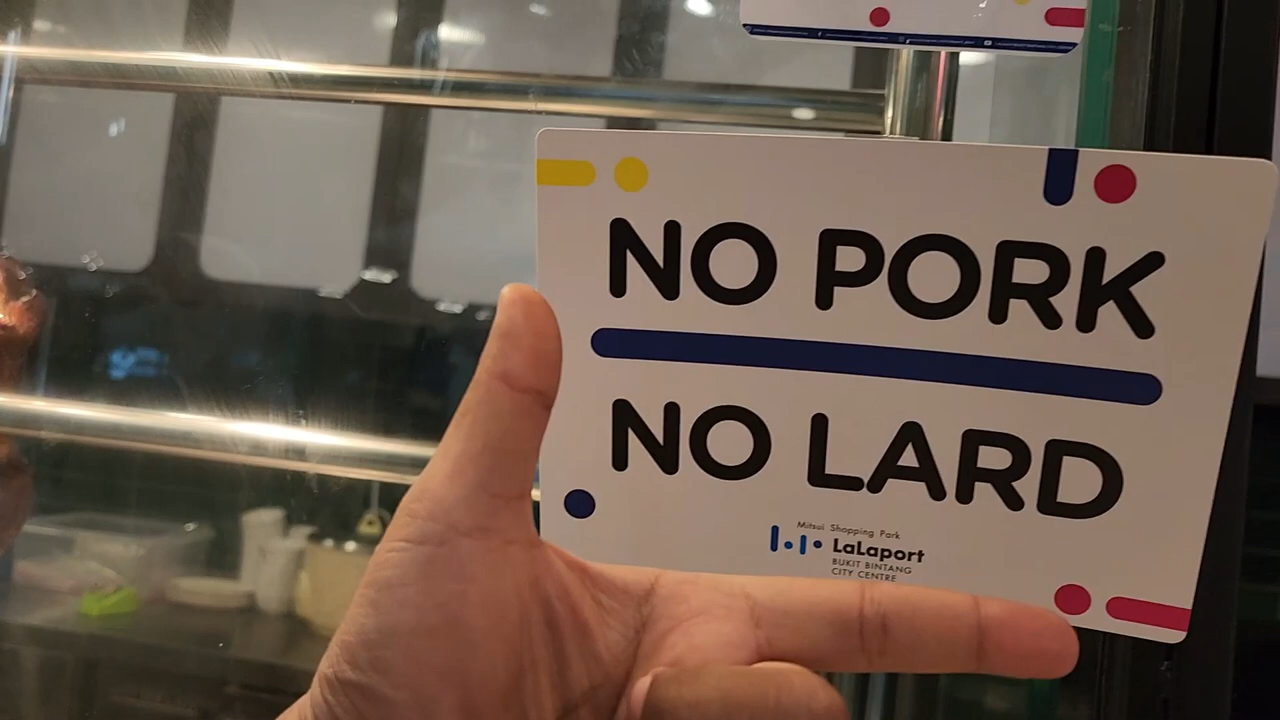 NO PORK
NO LARD
Mitsui Shopping Park
LaLaport
BUKIT BINTANG
CITY CENTRE